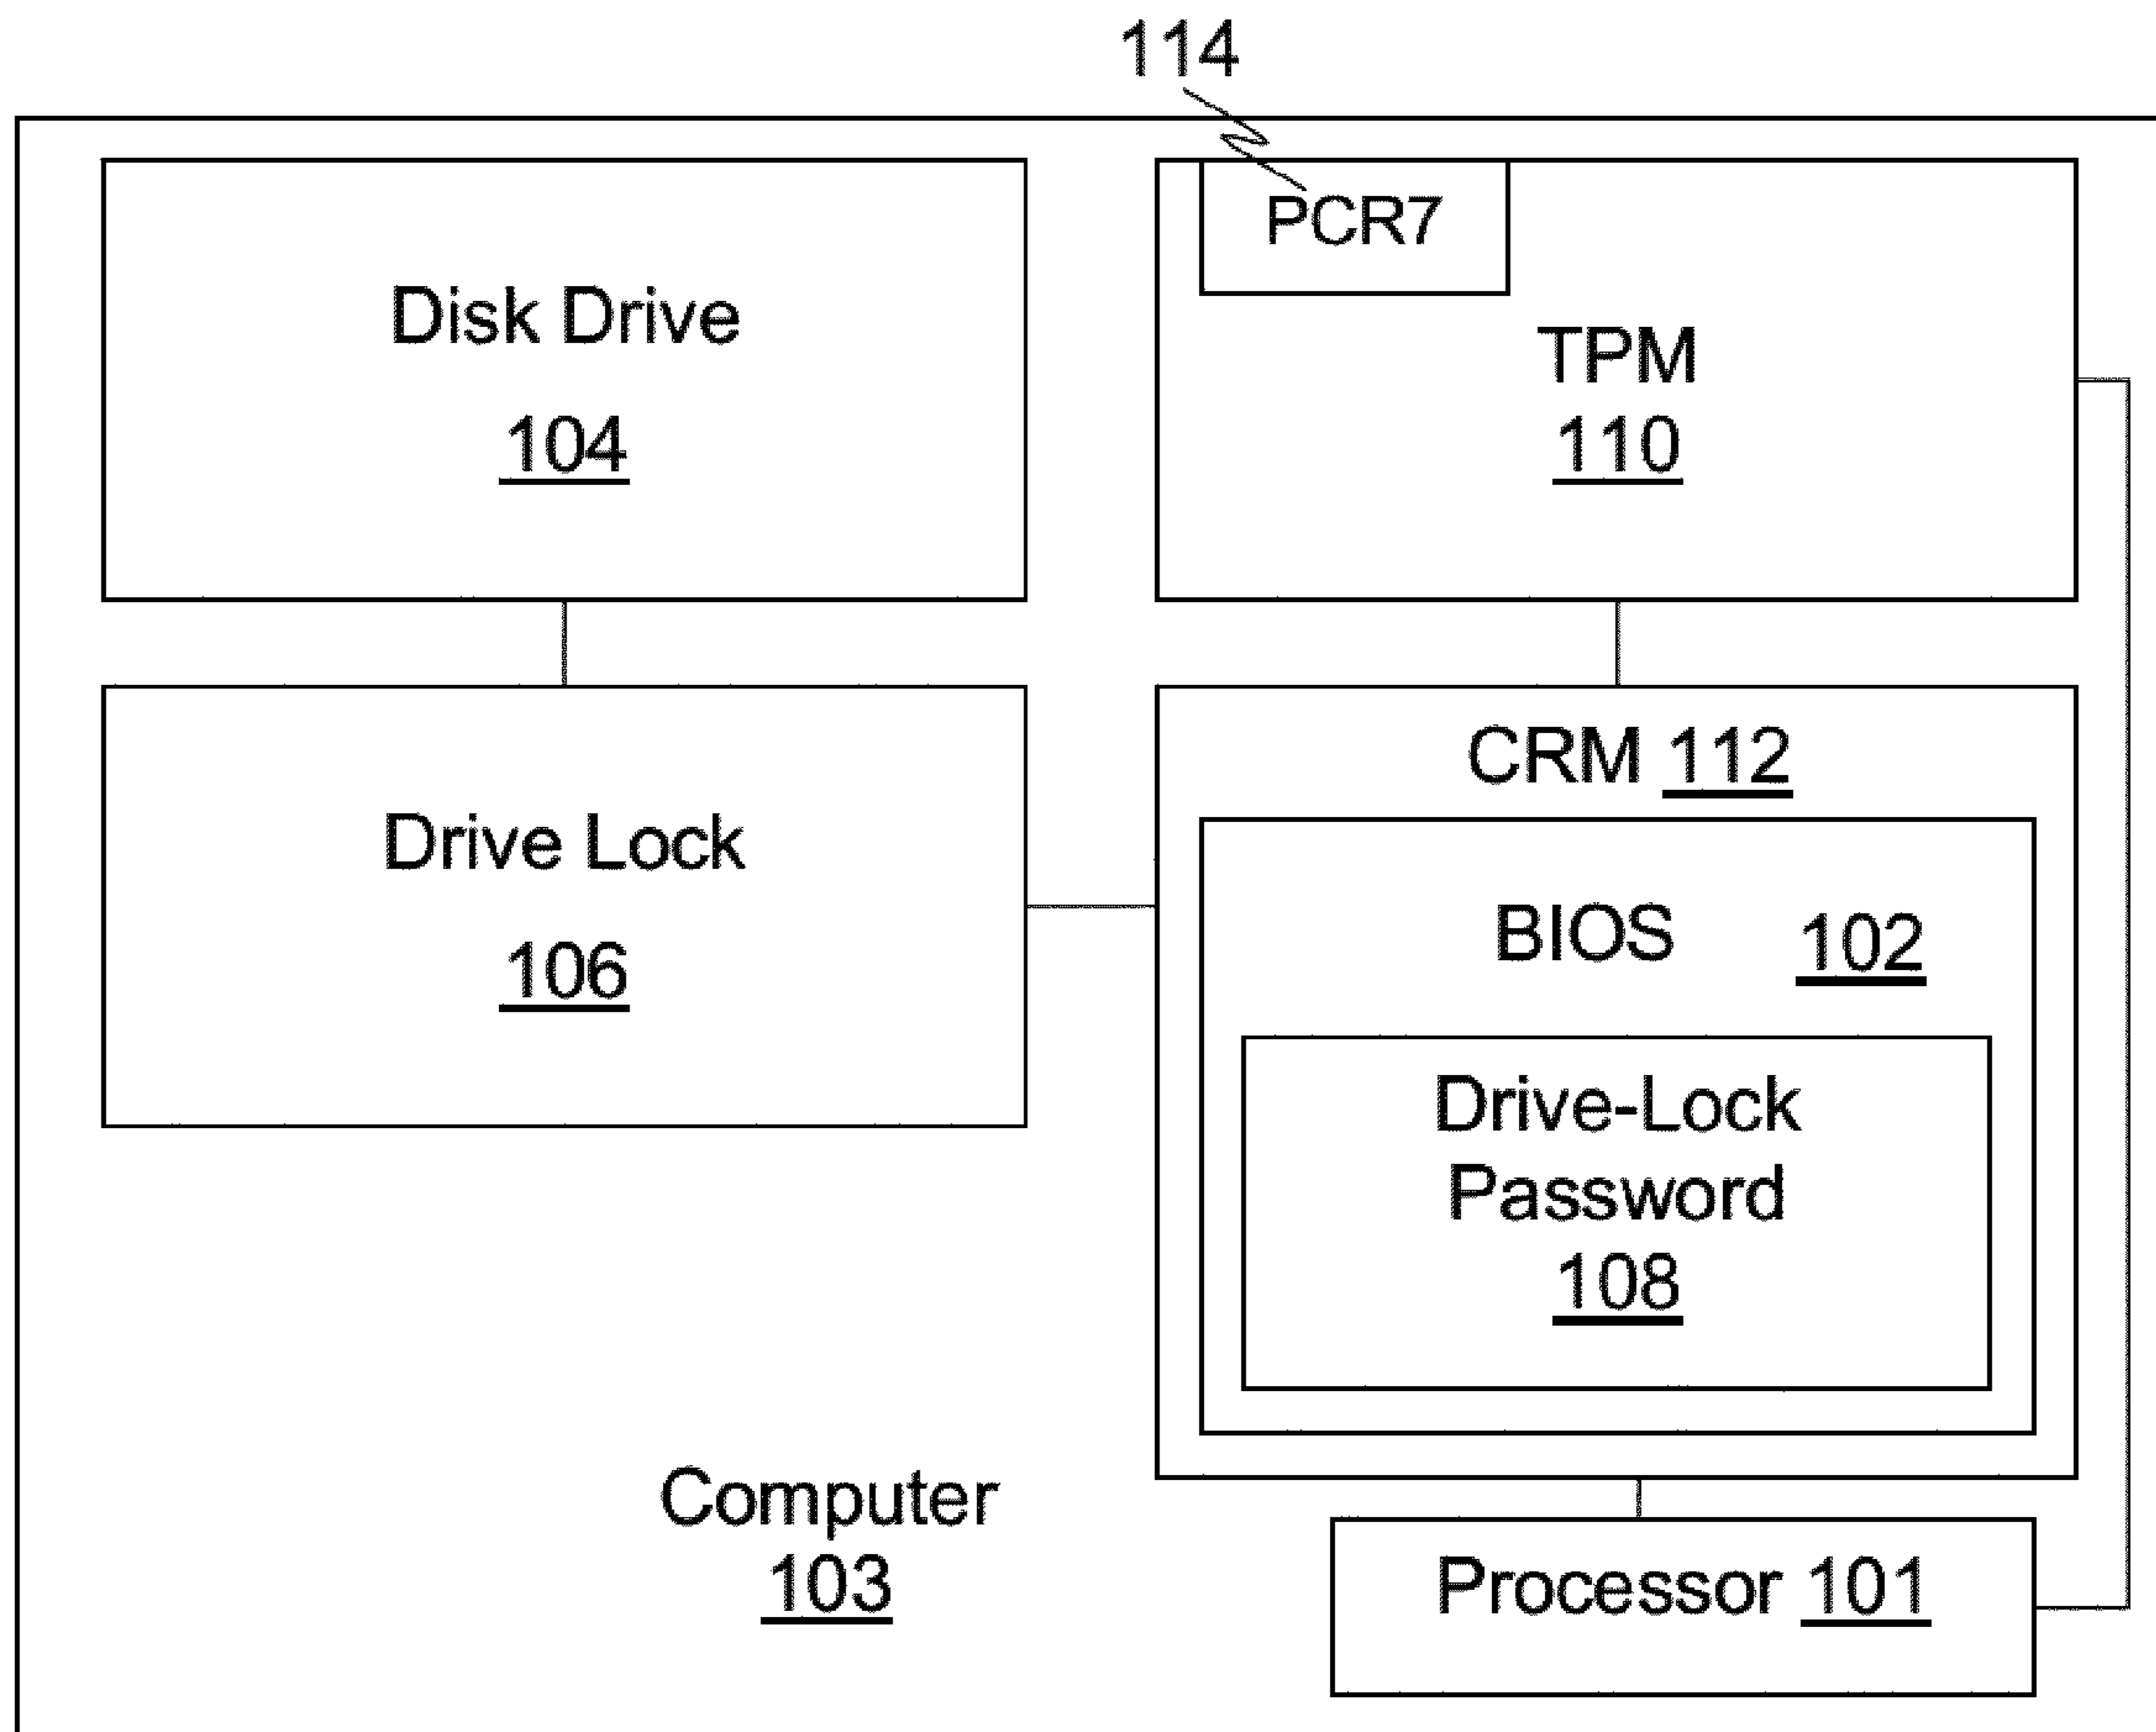 114
Disk Drive
104
PCR7
TPM
110
Drive Lock
106
CRM 112
BIOS 102
Drive-Lock
Password
108
Computer
103
Processor 101